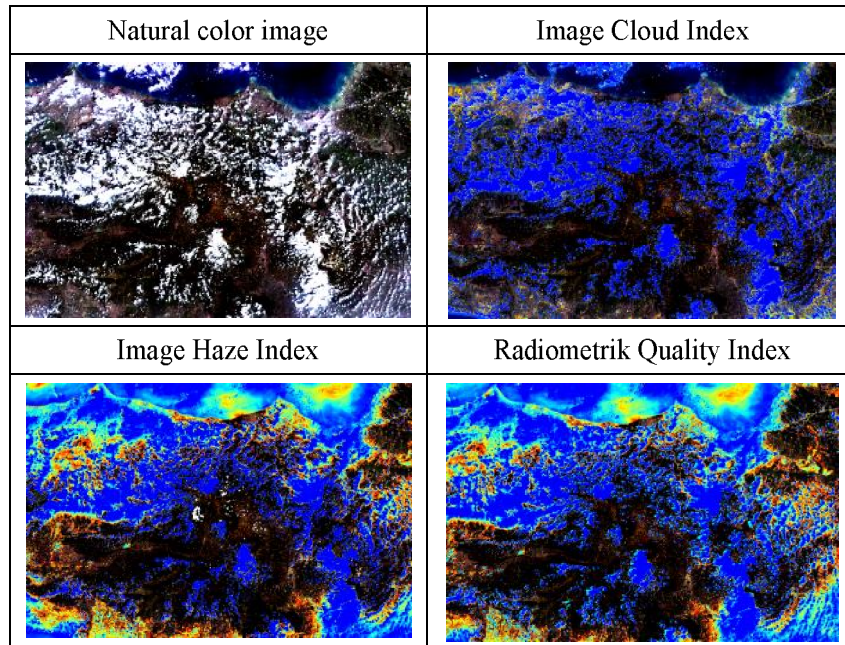 Natural color image
Image Cloud Index
Image Haze Index
Radiometrik Quality Index